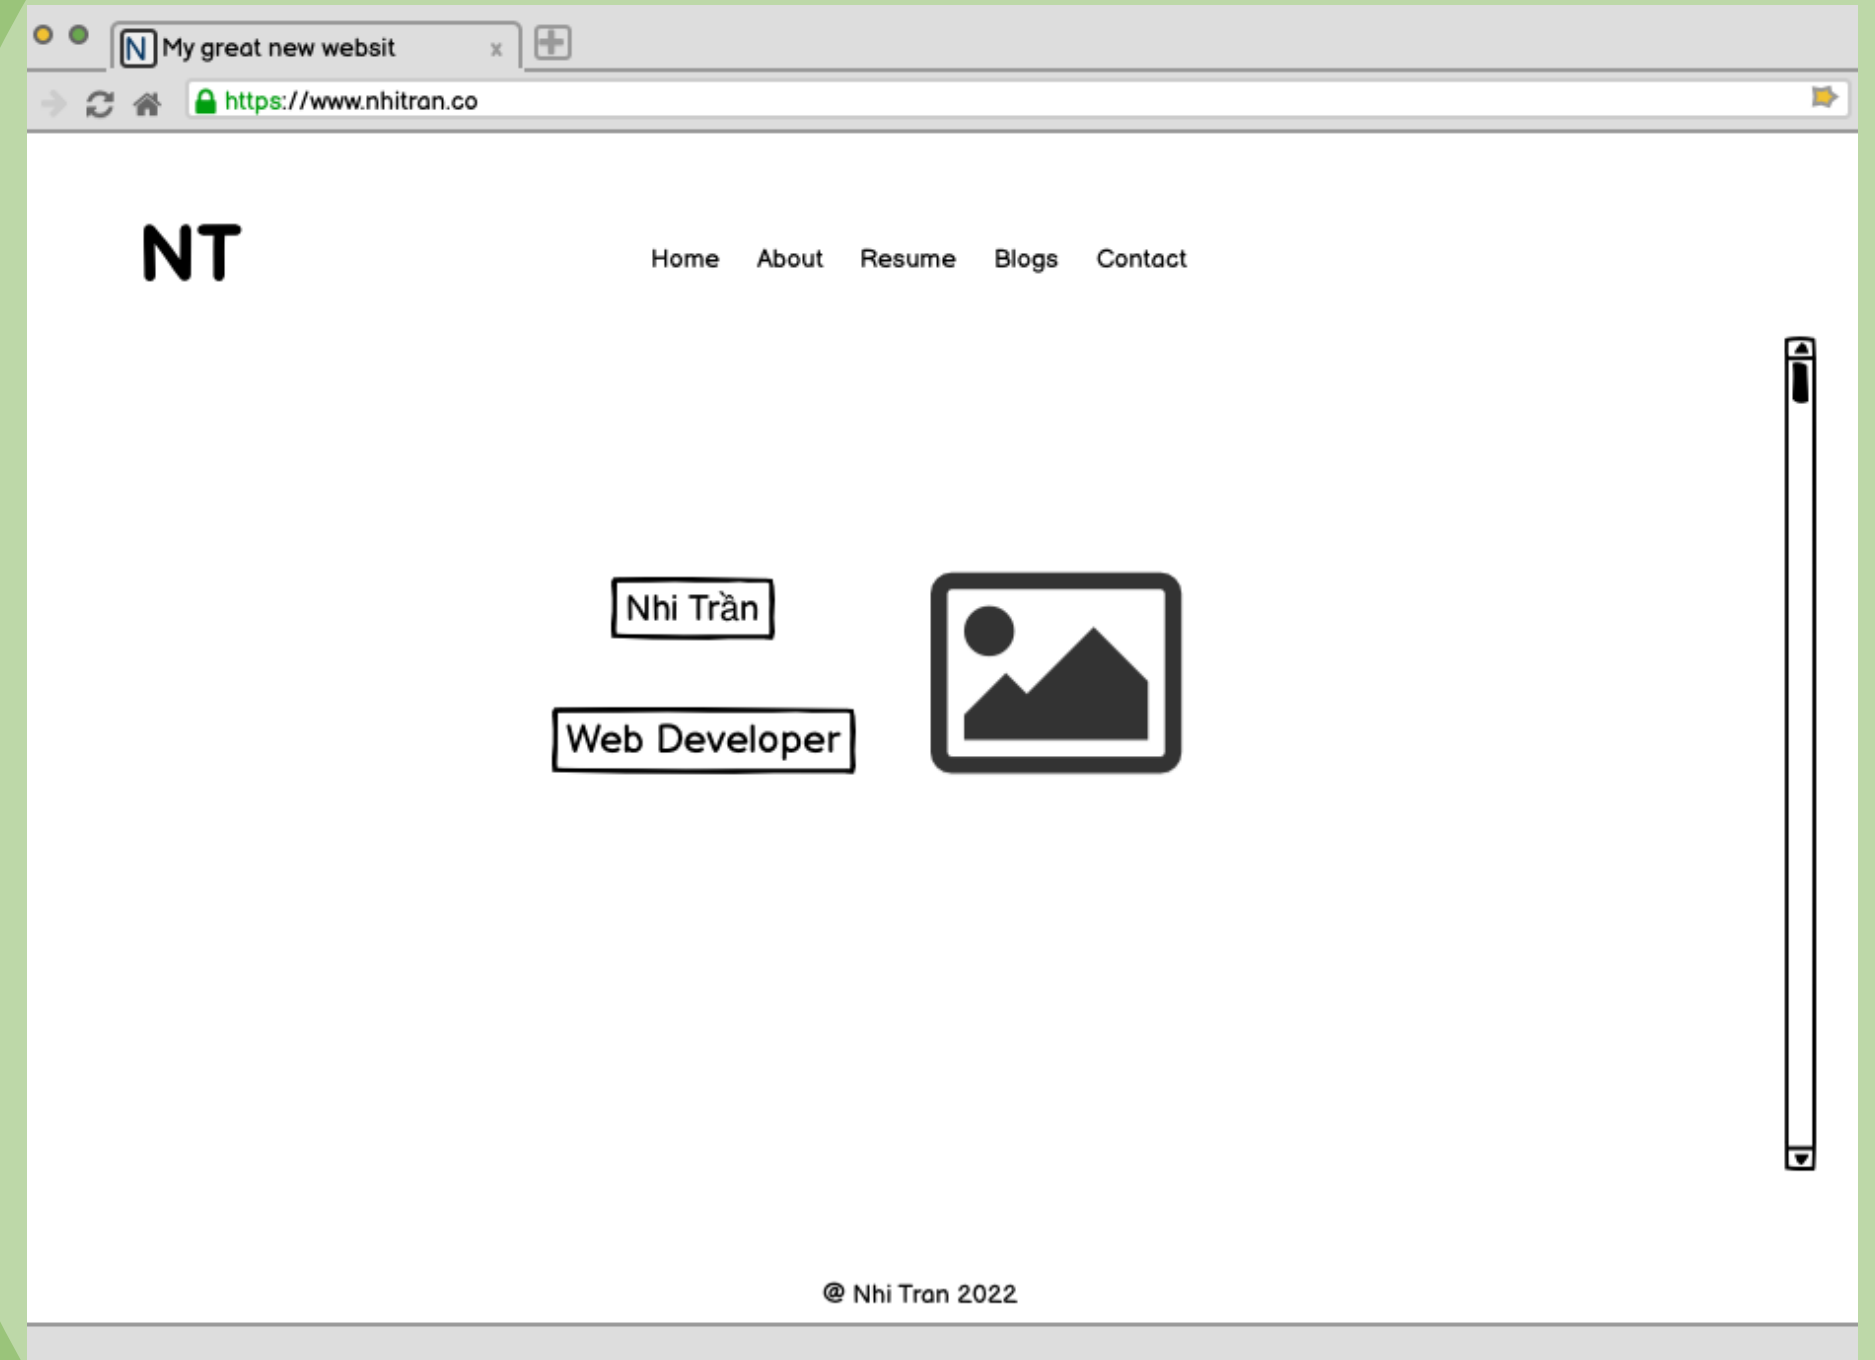 N My great new websit x
https://www.nhitran.co
NT
Home About Resume Blogs Contact
Nhi Trần
Web Developer
@ Nhi Tran 2022